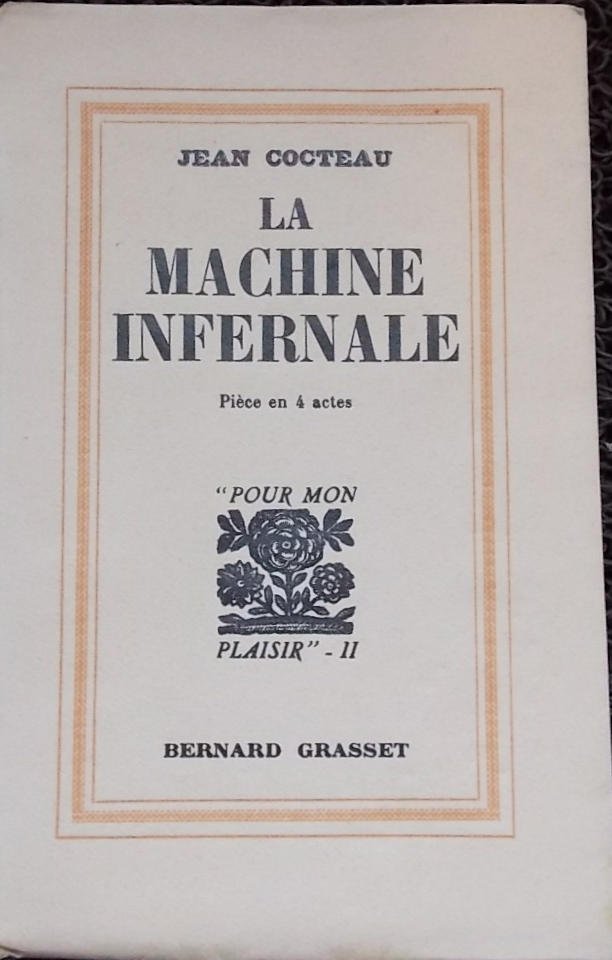 JEAN COCTEAU
LA
MACHINE
INFERNALE
Pièce en 4 actes
"POUR MON
PLAISIR" - II
BERNARD GRASSET